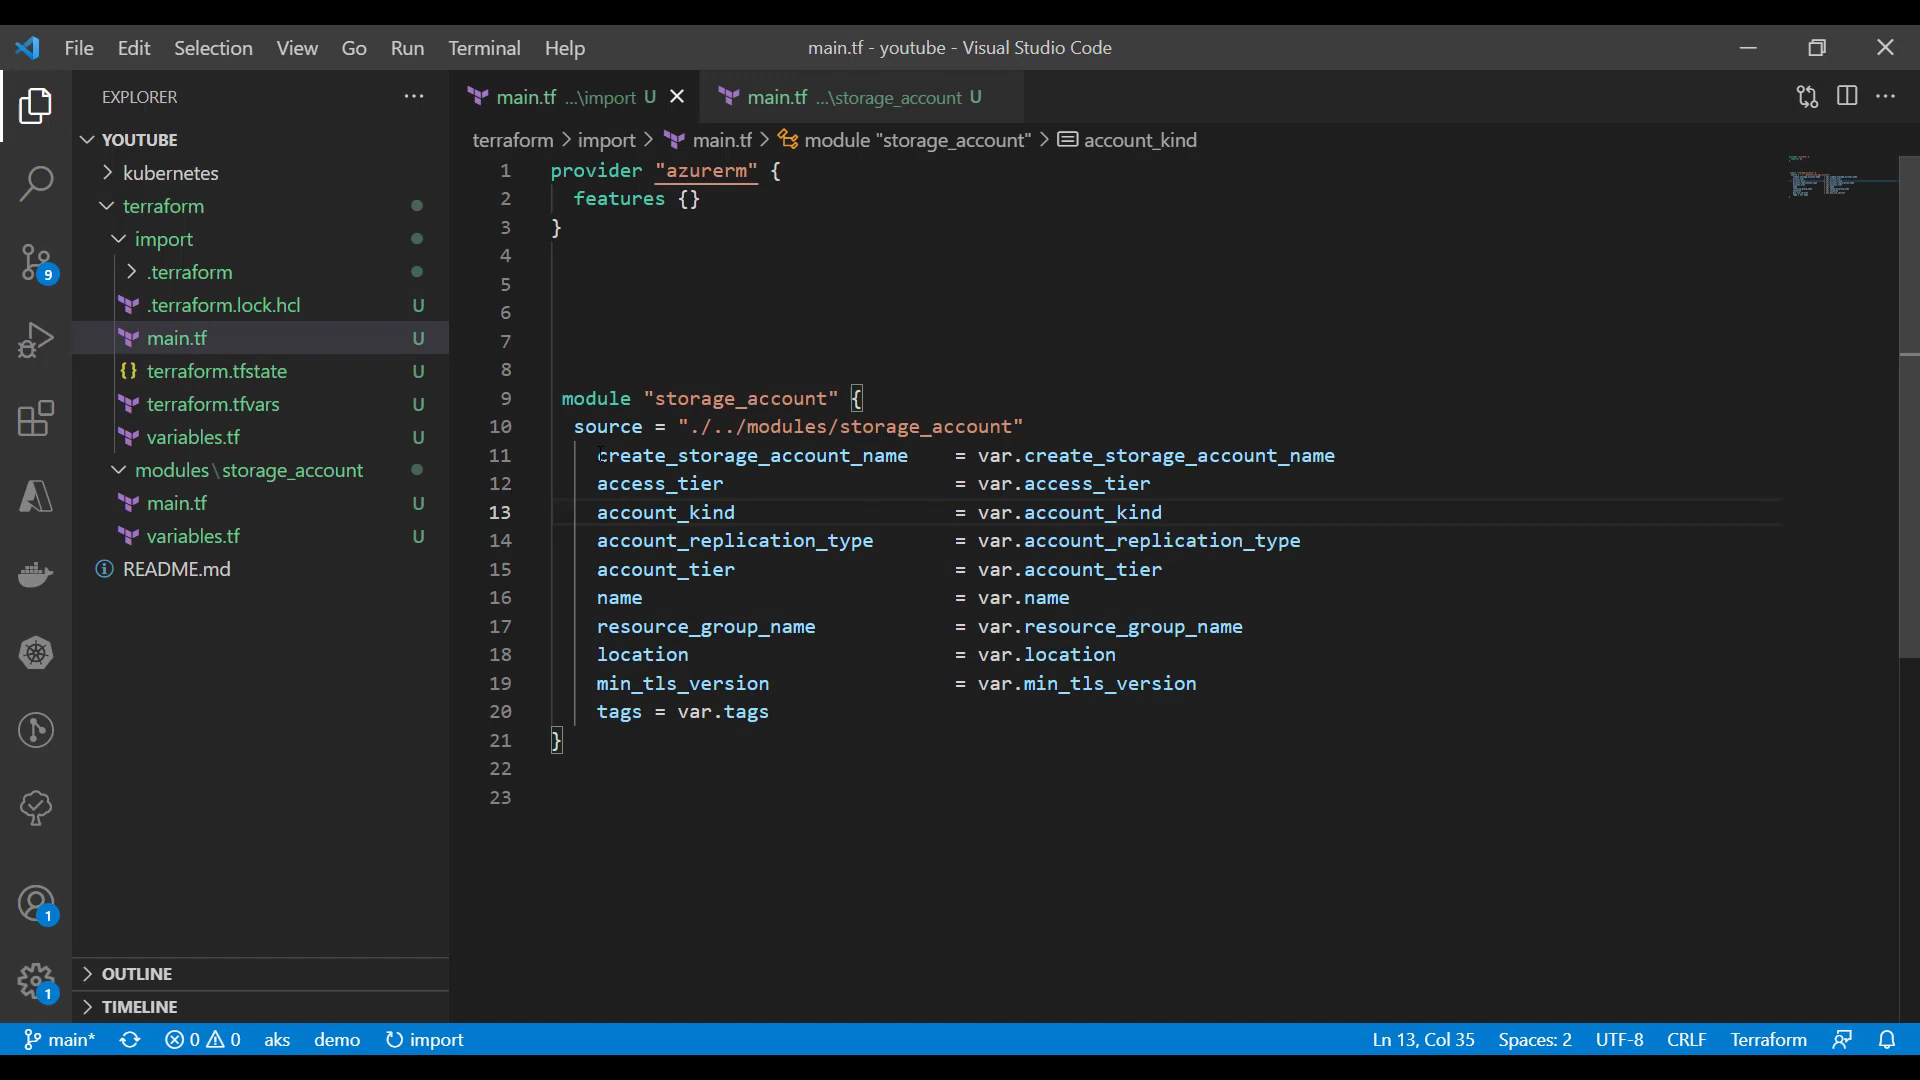 File Edit Selection View Go Run Terminal Help
main.tf - youtube - Visual Studio Code
EXPLORER
YOUTUBE
kubernetes
terraform
import
.terraform
.terraform.lock.hcl U
main.tf U
{} terraform.tfstate U
terraform.tfvars U
variables.tf U
modules\storage_account
main.tf U
variables.tf U
README.md
OUTLINE
TIMELINE
9
1
1
main.tf ...\import U
main.tf ...\storage_account U
terraform > import > main.tf > module "storage_account" > account_kind
1 provider "azurerm" {
2 features {}
3 }
4
5
6
7
8
9 module "storage_account" {
10 source = "./../modules/storage_account"
11 create_storage_account_name = var.create_storage_account_name
12 access_tier = var.access_tier
13 account_kind = var.account_kind
14 account_replication_type = var.account_replication_type
15 account_tier = var.account_tier
16 name = var.name
17 resource_group_name = var.resource_group_name
18 location = var.location
19 min_tls_version = var.min_tls_version
20 tags = var.tags
21 }
22
23
main* 0 0 aks demo import
Ln 13, Col 35 Spaces: 2 UTF-8 CRLF Terraform